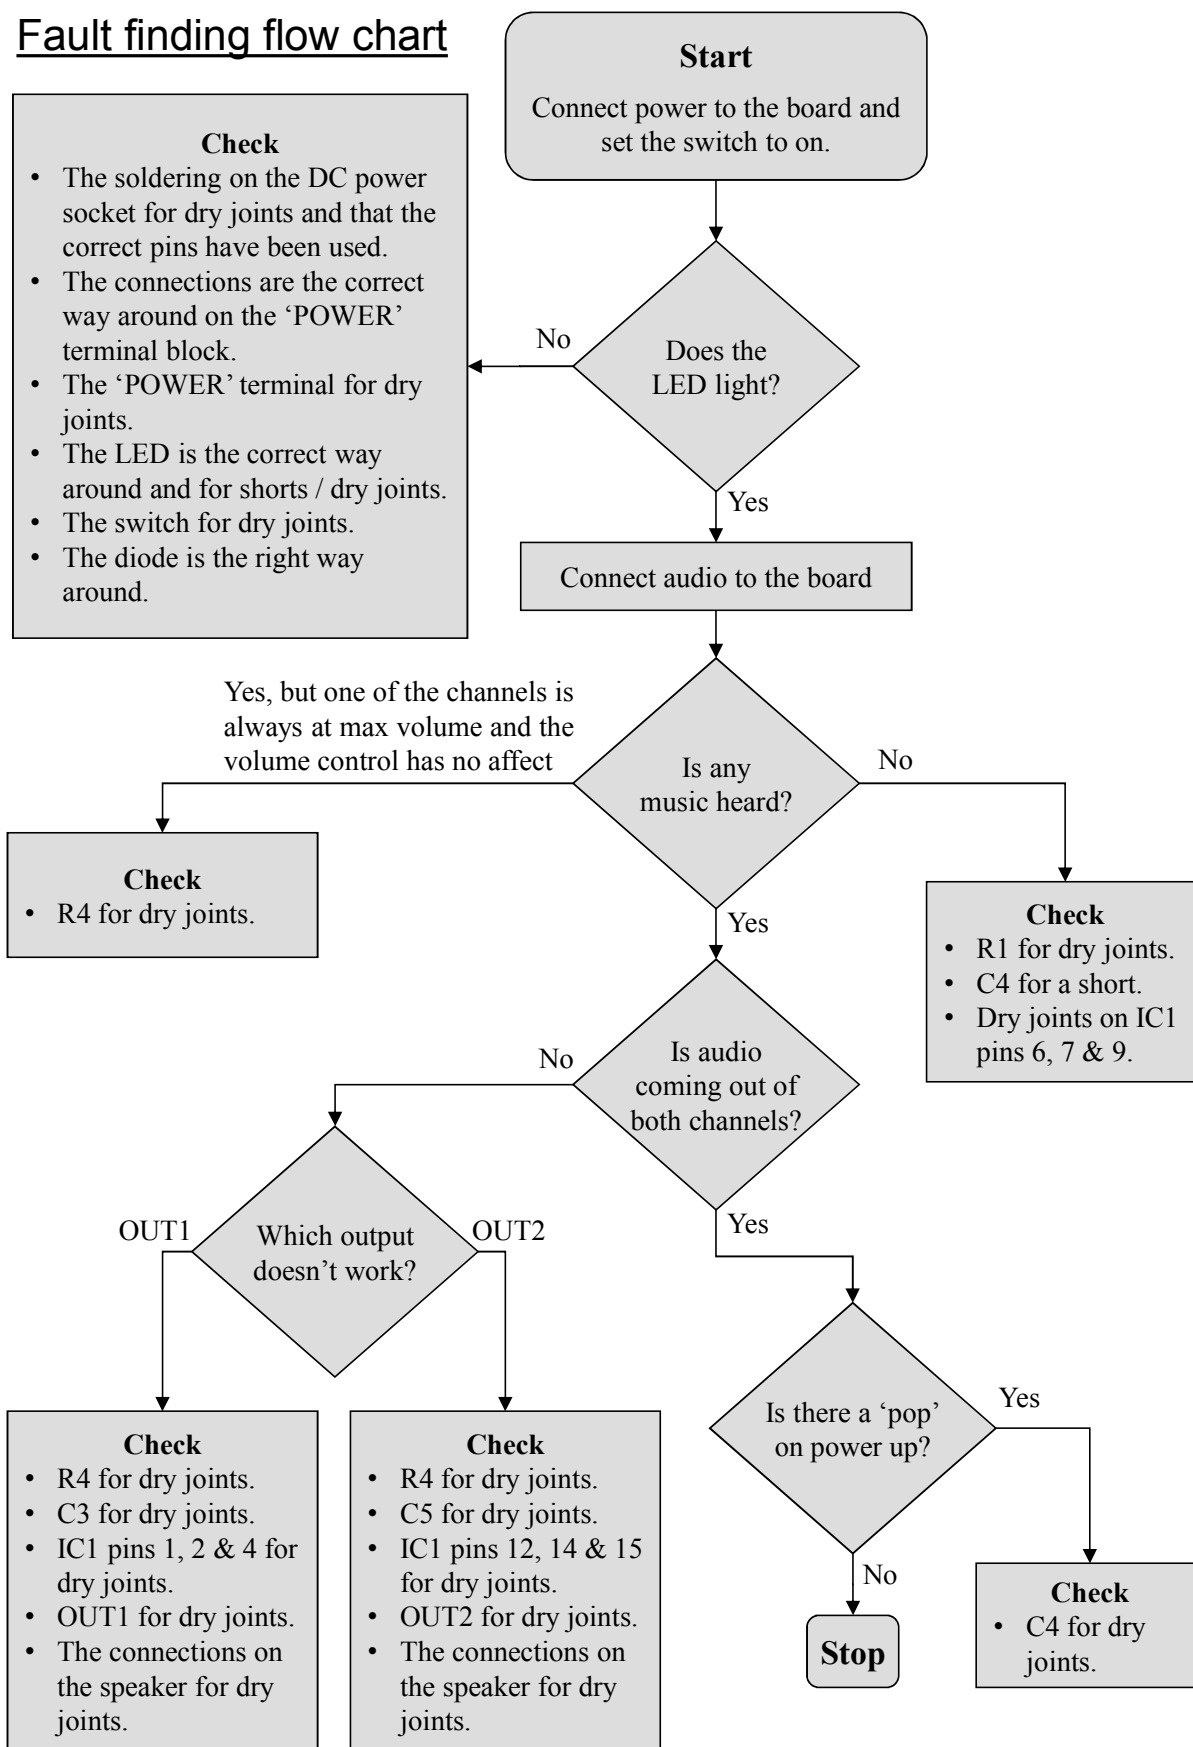 Fault finding flow chart
Start
Connect power to the board and
set the switch to on.
Check
• The soldering on the DC power
socket for dry joints and that the
correct pins have been used.
• The connections are the correct
way around on the ‘POWER’
terminal block.
• The ‘POWER’ terminal for dry
joints.
• The LED is the correct way
around and for shorts / dry joints.
• The switch for dry joints.
• The diode is the right way
around.
No
Does the
LED light?
Yes
Connect audio to the board
Yes, but one of the channels is
always at max volume and the
volume control has no affect
Is any
music heard?
No
Check
• R4 for dry joints.
Yes
Check
• R1 for dry joints.
• C4 for a short.
• Dry joints on IC1
pins 6, 7 & 9.
No
Is audio
coming out of
both channels?
Yes
OUT1
Which output
doesn’t work?
OUT2
Is there a ‘pop’
on power up?
Yes
No
Check
• R4 for dry joints.
• C3 for dry joints.
• IC1 pins 1, 2 & 4 for
dry joints.
• OUT1 for dry joints.
• The connections on
the speaker for dry
joints.
Check
• R4 for dry joints.
• C5 for dry joints.
• IC1 pins 12, 14 & 15
for dry joints.
• OUT2 for dry joints.
• The connections on
the speaker for dry
joints.
Stop
Check
• C4 for dry
joints.